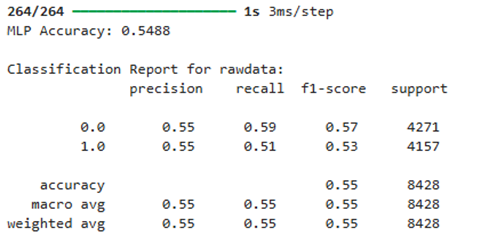 264/264 ━━━━━━━━━━━━━━━━━━━━ 1s 3ms/step
MLP Accuracy: 0.5488
Classification Report for rawdata:
precision recall f1-score support
0.0 0.55 0.59 0.57 4271
1.0 0.55 0.51 0.53 4157
accuracy 0.55 8428
macro avg 0.55 0.55 0.55 8428
weighted avg 0.55 0.55 0.55 8428